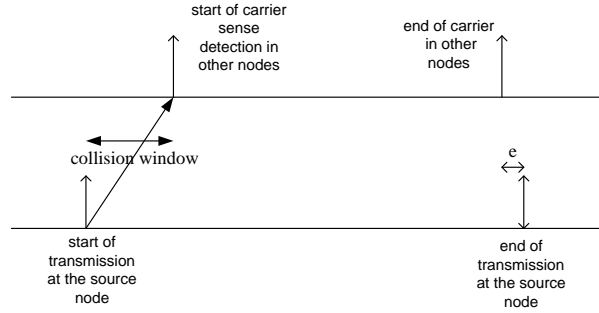 start of carrier
sense
detection in
other nodes
end of carrier
in other
nodes
collision window
e
start of
transmission
at the source
node
end of
transmission
at the source
node